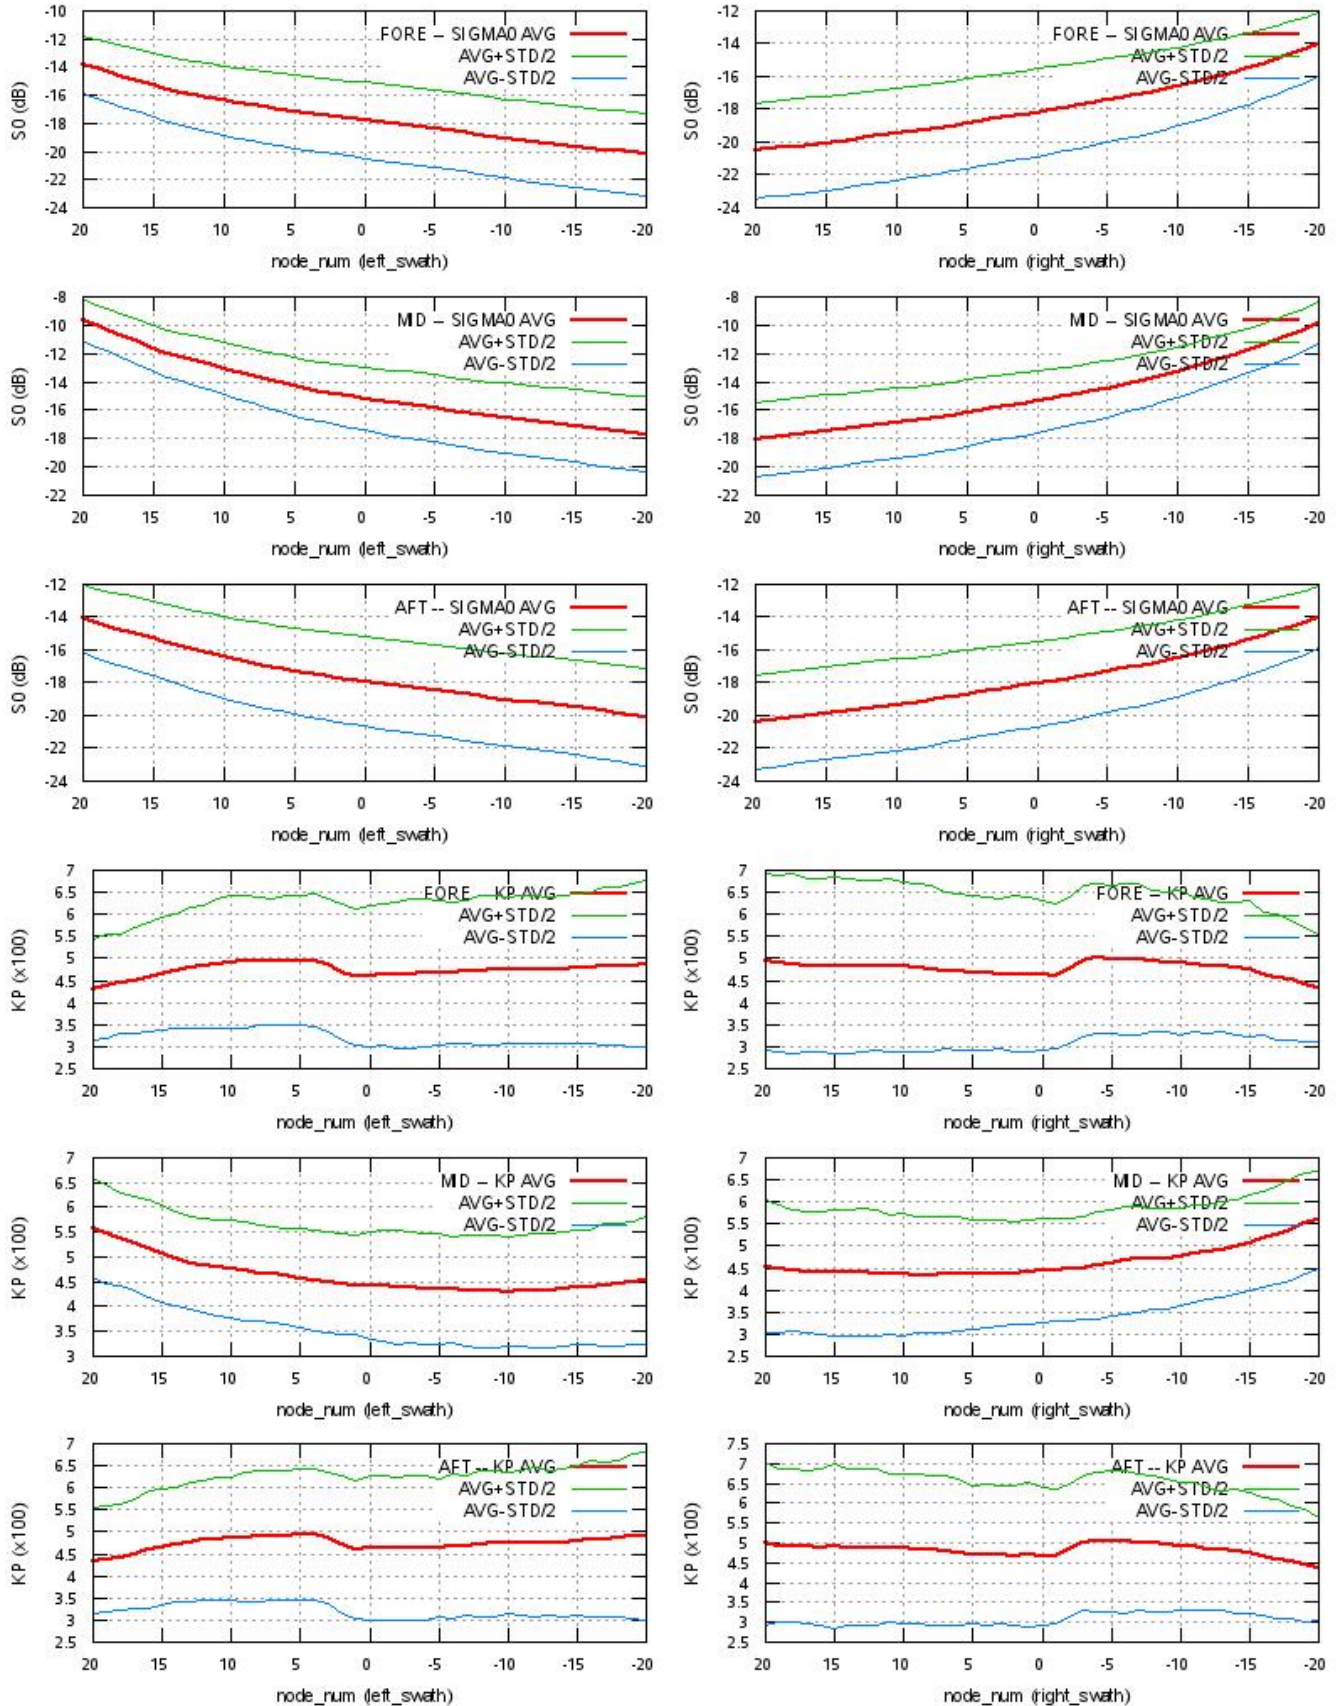 -10
-12
-14
-16
-18
-20
-22
-24
S0 (dB)
FORE -- SIGMA0 AVG
AVG+STD/2
AVG-STD/2
20 15 10 5 0 -5 -10 -15 -20
node_num (left_swath)
-12
-14
-16
-18
-20
-22
-24
S0 (dB)
FORE -- SIGMA0 AVG
AVG+STD/2
AVG-STD/2
20 15 10 5 0 -5 -10 -15 -20
node_num (right_swath)
-8
-10
-12
-14
-16
-18
-20
-22
S0 (dB)
MID -- SIGMA0 AVG
AVG+STD/2
AVG-STD/2
20 15 10 5 0 -5 -10 -15 -20
node_num (left_swath)
-8
-10
-12
-14
-16
-18
-20
-22
S0 (dB)
MID -- SIGMA0 AVG
AVG+STD/2
AVG-STD/2
20 15 10 5 0 -5 -10 -15 -20
node_num (right_swath)
-12
-14
-16
-18
-20
-22
-24
S0 (dB)
AFT -- SIGMA0 AVG
AVG+STD/2
AVG-STD/2
20 15 10 5 0 -5 -10 -15 -20
node_num (left_swath)
-12
-14
-16
-18
-20
-22
-24
S0 (dB)
AFT -- SIGMA0 AVG
AVG+STD/2
AVG-STD/2
20 15 10 5 0 -5 -10 -15 -20
node_num (right_swath)
7
6.5
6
5.5
5
4.5
4
3.5
3
2.5
KP (x100)
FORE -- KP AVG
AVG+STD/2
AVG-STD/2
20 15 10 5 0 -5 -10 -15 -20
node_num (left_swath)
7
6.5
6
5.5
5
4.5
4
3.5
3
2.5
KP (x100)
FORE -- KP AVG
AVG+STD/2
AVG-STD/2
20 15 10 5 0 -5 -10 -15 -20
node_num (right_swath)
7
6.5
6
5.5
5
4.5
4
3.5
3
KP (x100)
MID -- KP AVG
AVG+STD/2
AVG-STD/2
20 15 10 5 0 -5 -10 -15 -20
node_num (left_swath)
7
6.5
6
5.5
5
4.5
4
3.5
3
2.5
KP (x100)
MID -- KP AVG
AVG+STD/2
AVG-STD/2
20 15 10 5 0 -5 -10 -15 -20
node_num (right_swath)
7
6.5
6
5.5
5
4.5
4
3.5
3
2.5
KP (x100)
AFT -- KP AVG
AVG+STD/2
AVG-STD/2
20 15 10 5 0 -5 -10 -15 -20
node_num (left_swath)
7.5
7
6.5
6
5.5
5
4.5
4
3.5
3
2.5
KP (x100)
AFT -- KP AVG
AVG+STD/2
AVG-STD/2
20 15 10 5 0 -5 -10 -15 -20
node_num (right_swath)